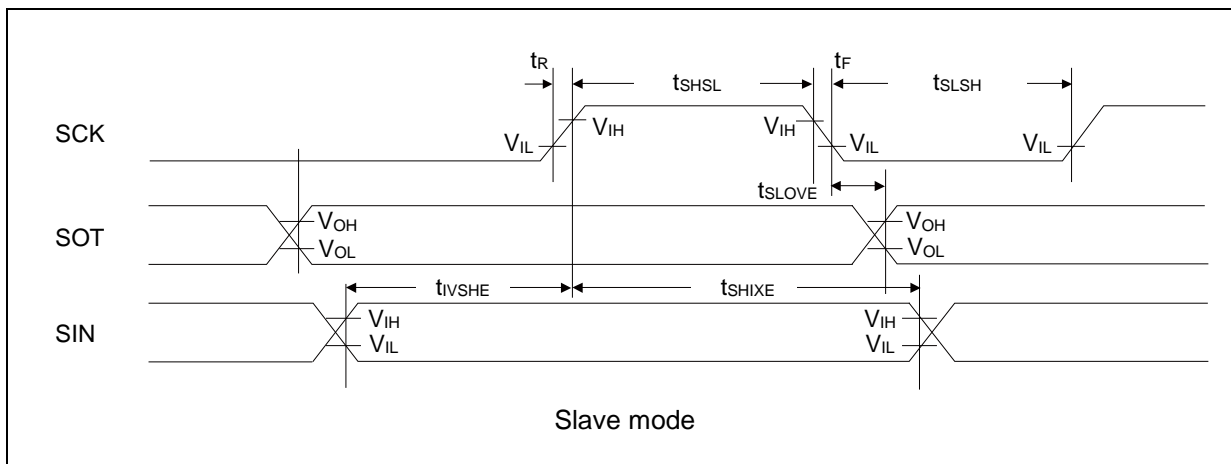 tR tSHSL tF tSLSH
SCK VIL VIH VIH VIL VIL
tSLOVE
SOT VOH VOL VOH VOL
tIVSHE tSHIXE
SIN VIH VIL VIH VIL
Slave mode